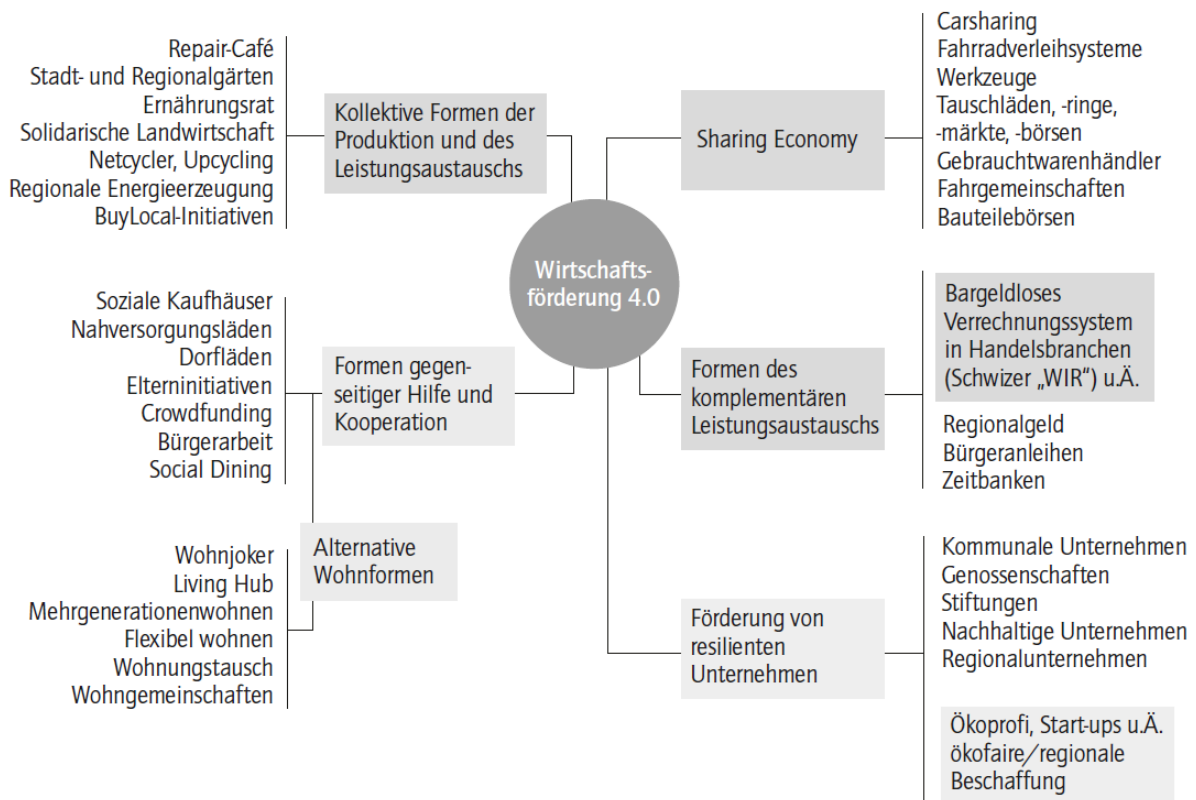 Repair-Café
Stadt- und Regionalgärten
Ernährungsrat
Solidarische Landwirtschaft
Netcycler, Upcycling
Regionale Energieerzeugung
BuyLocal-Initiativen
Kollektive Formen der
Produktion und des
Leistungsaustauschs
Sharing Economy
Carsharing
Fahrradverleihsysteme
Werkzeuge
Tauschläden, -ringe,
-märkte, -börsen
Gebrauchtwarenhändler
Fahrgemeinschaften
Bauteilebörsen
Wirtschafts-
förderung 4.0
Soziale Kaufhäuser
Nahversorgungsläden
Dorfläden
Elterninitiativen
Crowdfunding
Bürgerarbeit
Social Dining
Formen gegen-
seitiger Hilfe und
Kooperation
Formen des
komplementären
Leistungsaustauschs
Bargeldloses
Verrechnungssystem
in Handelsbranchen
(Schwizer „WIR“) u.Ä.
Regionalgeld
Bürgeranleihen
Zeitbanken
Wohnjoker
Living Hub
Mehrgenerationenwohnen
Flexibel wohnen
Wohnungstausch
Wohngemeinschaften
Alternative
Wohnformen
Förderung von
resilienten
Unternehmen
Kommunale Unternehmen
Genossenschaften
Stiftungen
Nachhaltige Unternehmen
Regionalunternehmen
Ökoprofi, Start-ups u.Ä.
ökofaire/regionale
Beschaffung